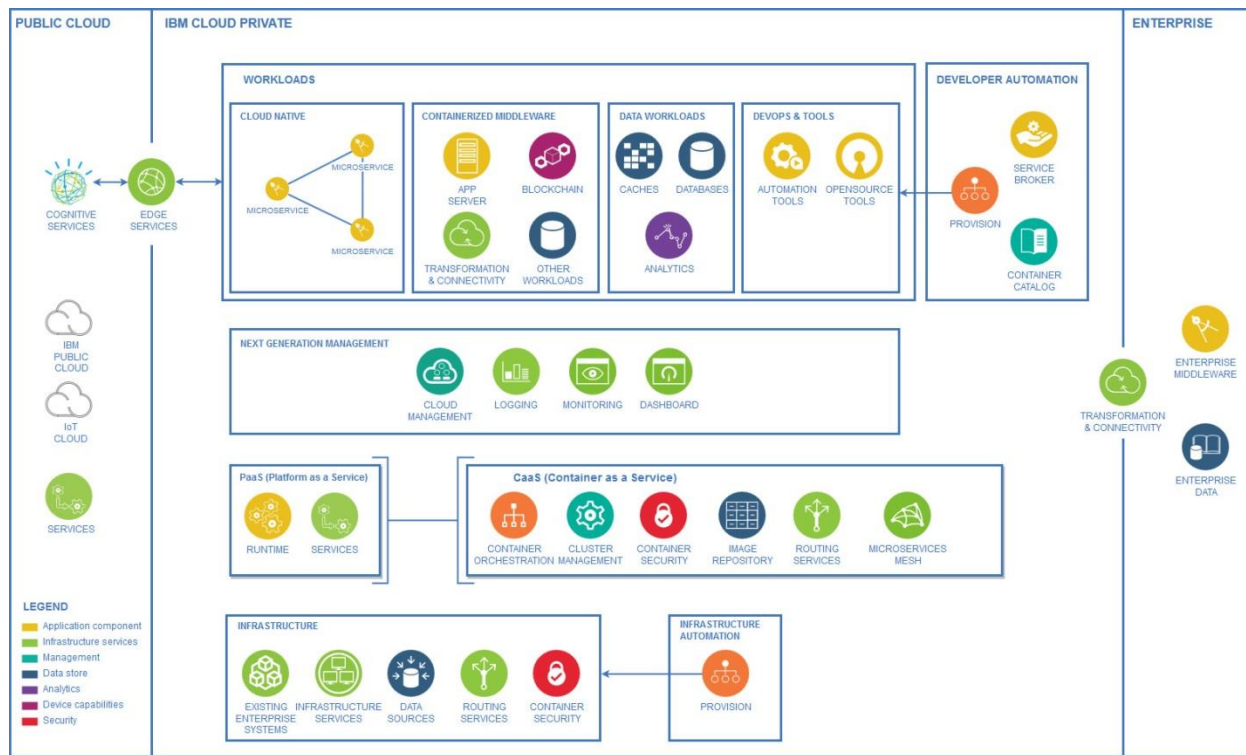 PUBLIC CLOUD
IBM CLOUD PRIVATE
ENTERPRISE
WORKLOADS
DEVELOPER AUTOMATION
CLOUD NATIVE
MICROSERVICE
MICROSERVICE
MICROSERVICE
CONTAINERIZED MIDDLEWARE
APP
SERVER
BLOCKCHAIN
TRANSFORMATION
& CONNECTIVITY
OTHER
WORKLOADS
DATA WORKLOADS
CACHES
DATABASES
ANALYTICS
DEVOPS & TOOLS
AUTOMATION
TOOLS
OPENSOURCE
TOOLS
SERVICE
BROKER
PROVISION
CONTAINER
CATALOG
COGNITIVE
SERVICES
EDGE
SERVICES
IBM
PUBLIC
CLOUD
IoT
CLOUD
SERVICES
NEXT GENERATION MANAGEMENT
CLOUD
MANAGEMENT
LOGGING
MONITORING
DASHBOARD
TRANSFORMATION
& CONNECTIVITY
ENTERPRISE
MIDDLEWARE
ENTERPRISE
DATA
PaaS (Platform as a Service)
RUNTIME
SERVICES
CaaS (Container as a Service)
CONTAINER
ORCHESTRATION
CLUSTER
MANAGEMENT
CONTAINER
SECURITY
IMAGE
REPOSITORY
ROUTING
SERVICES
MICROSERVICES
MESH
LEGEND
Application component
Infrastructure services
Management
Data store
Analytics
Device capabilities
Security
INFRASTRUCTURE
EXISTING
ENTERPRISE
SYSTEMS
INFRASTRUCTURE
SERVICES
DATA
SOURCES
ROUTING
SERVICES
CONTAINER
SECURITY
INFRASTRUCTURE
AUTOMATION
PROVISION